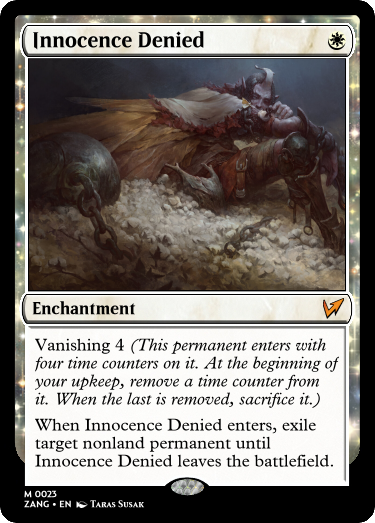 Innocence Denied
Enchantment
Vanishing 4 (This permanent enters with
four time counters on it. At the beginning of
your upkeep, remove a time counter from
it. When the last is removed, sacrifice it.)
When Innocence Denied enters, exile
target nonland permanent until
Innocence Denied leaves the battlefield.
M 0023
ZANG • EN Taras Susak